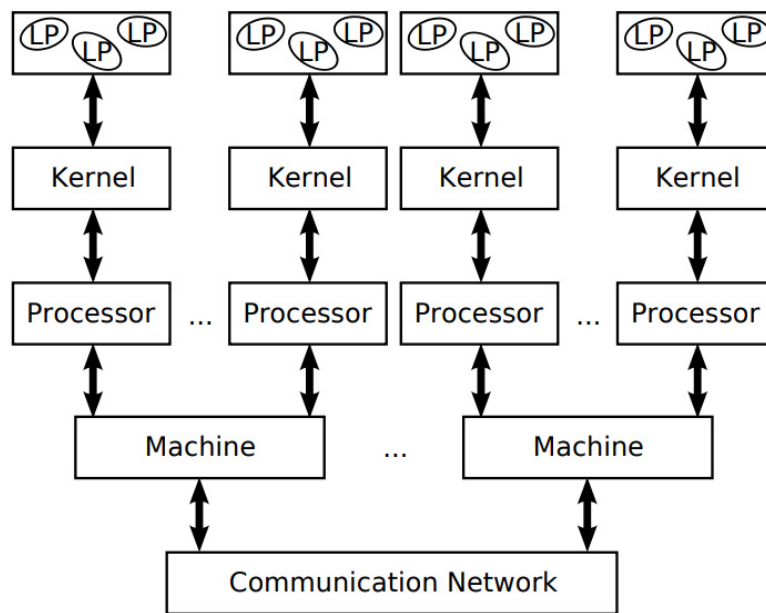 LP LP LP LP LP LP LP LP LP LP LP LP
Kernel Kernel Kernel Kernel
Processor ... Processor Processor ... Processor
Machine ... Machine
Communication Network